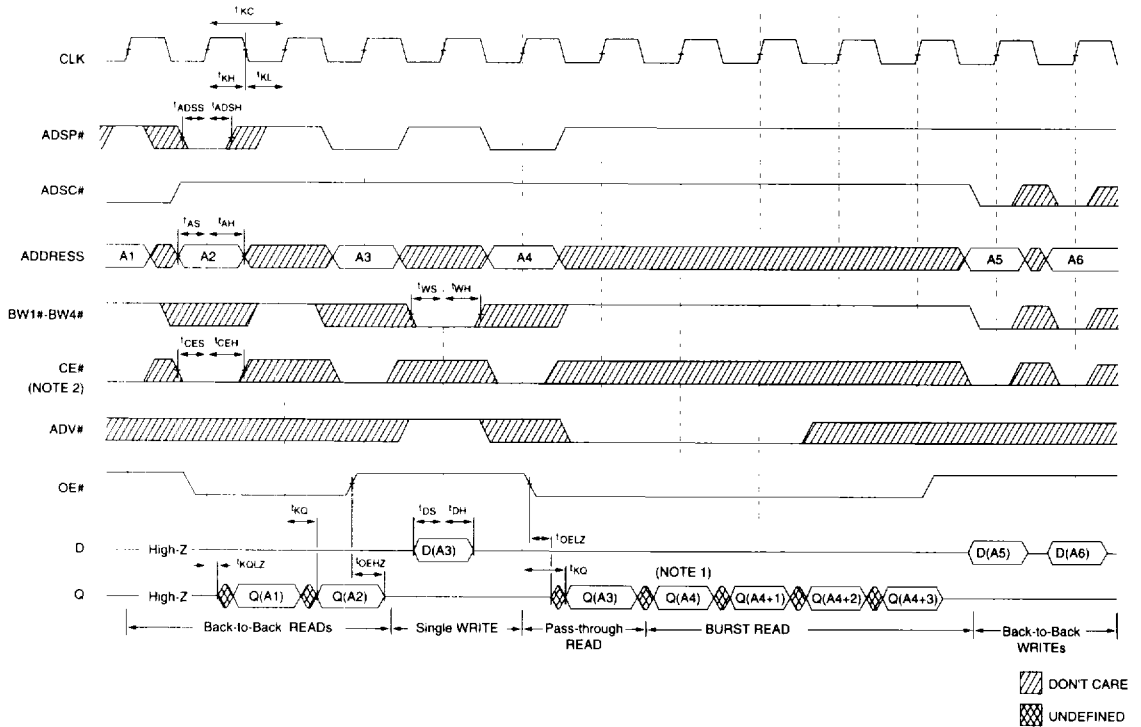 tKC
CLK
tKH tKL
tADSS tADSH
ADSP#
ADSC#
tAS tAH
ADDRESS A1 A2 A3 A4 A5 A6
tWS tWH
BW1#-BW4#
tCES tCEH
CE#
(NOTE 2)
ADV#
OE#
tKQ tDS tDH tOELZ
D High-Z D(A3) D(A5) D(A6)
tKQLZ tOEHZ tKQ (NOTE 1)
Q High-Z Q(A1) Q(A2) Q(A3) Q(A4) Q(A4+1) Q(A4+2) Q(A4+3)
Back-to-Back READs Single WRITE Pass-through BURST READ Back-to-Back
READ WRITEs
DON'T CARE
UNDEFINED